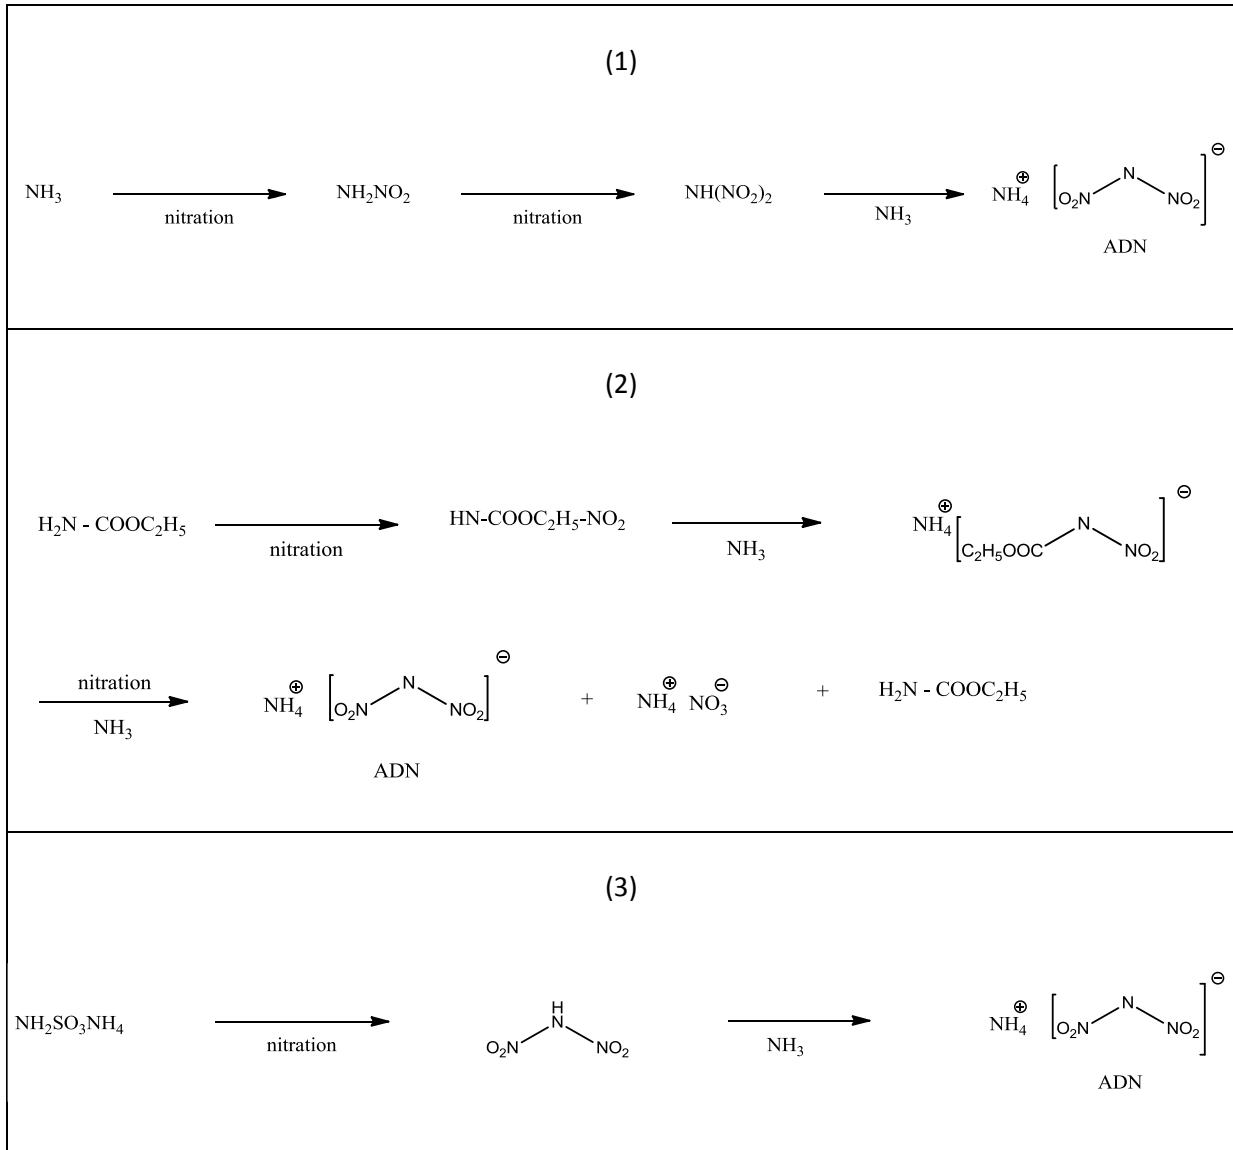 (1)
NH3 nitration NH2NO2 nitration NH(NO2)2 NH3 NH4 ⊕ [O2N N NO2] ⊖
ADN
(2)
H2N - COOC2H5 nitration HN-COOC2H5-NO2 NH3 NH4 ⊕ [C2H5OOC N NO2] ⊖
nitration NH3 NH4 ⊕ [O2N N NO2] ⊖ + NH4 ⊕ NO3 ⊖ + H2N - COOC2H5
ADN
(3)
NH2SO3NH4 nitration O2N H N NO2 NH3 NH4 ⊕ [O2N N NO2] ⊖
ADN